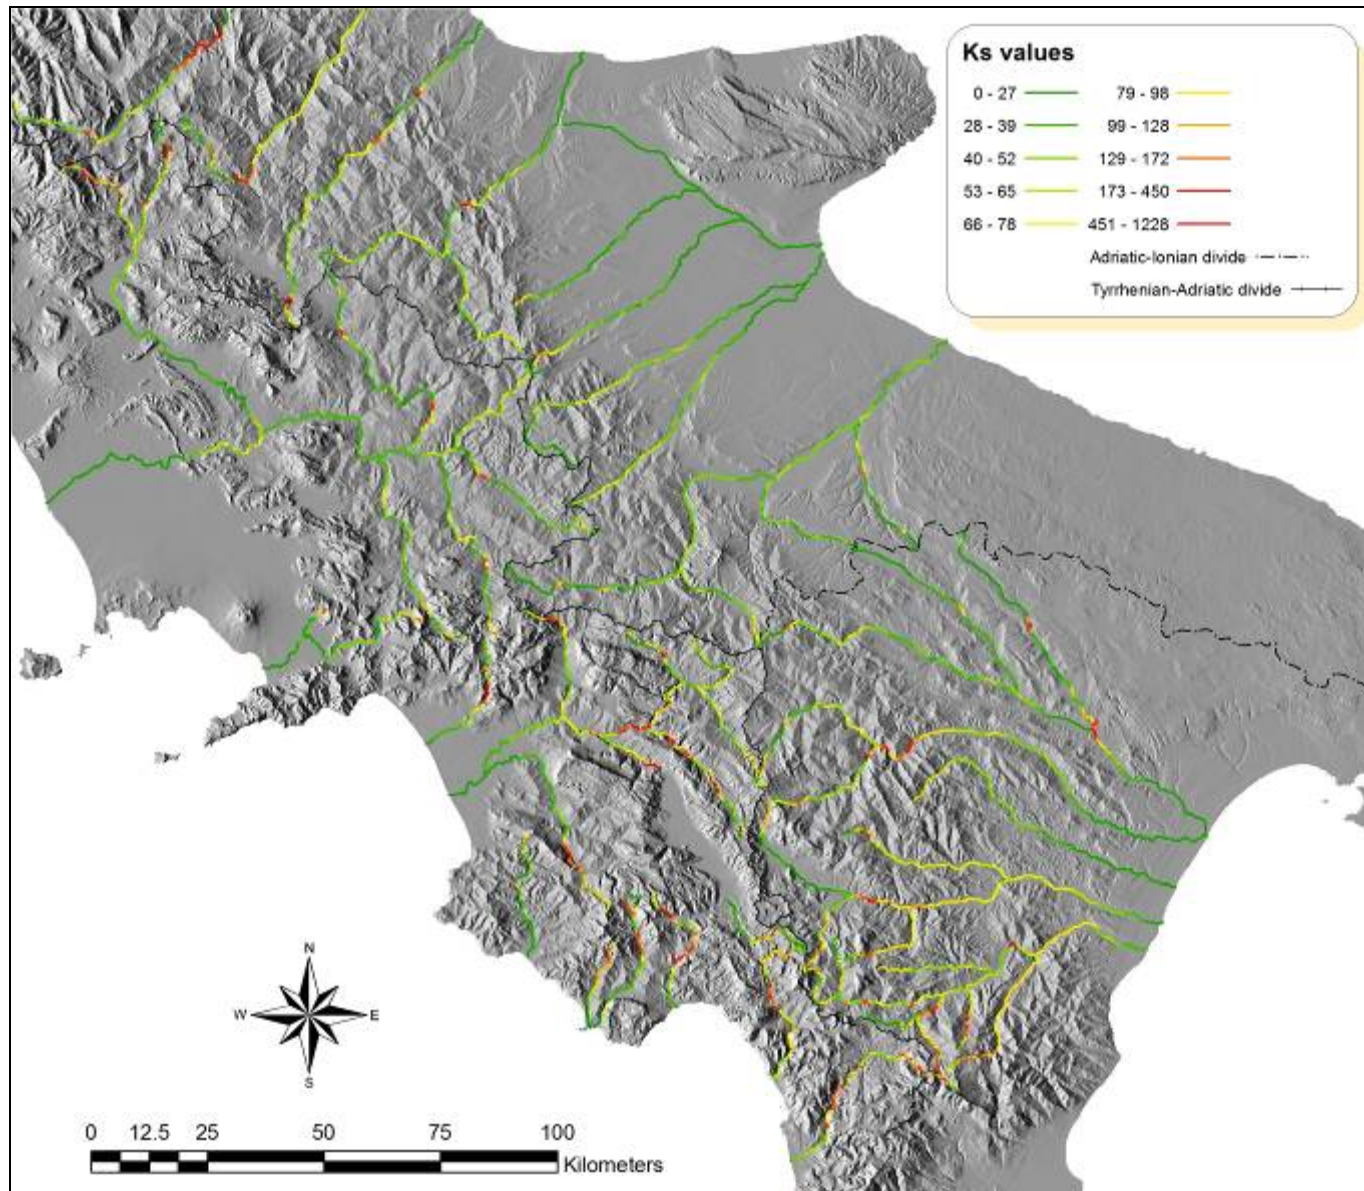 Ks values
0 - 27
79 - 98
28 - 39
99 - 128
40 - 52
129 - 172
53 - 65
173 - 450
66 - 78
451 - 1228
Adriatic-Ionian divide
Tyrrhenian-Adriatic divide
N
W
E
S
0 12.5 25 50 75 100
Kilometers